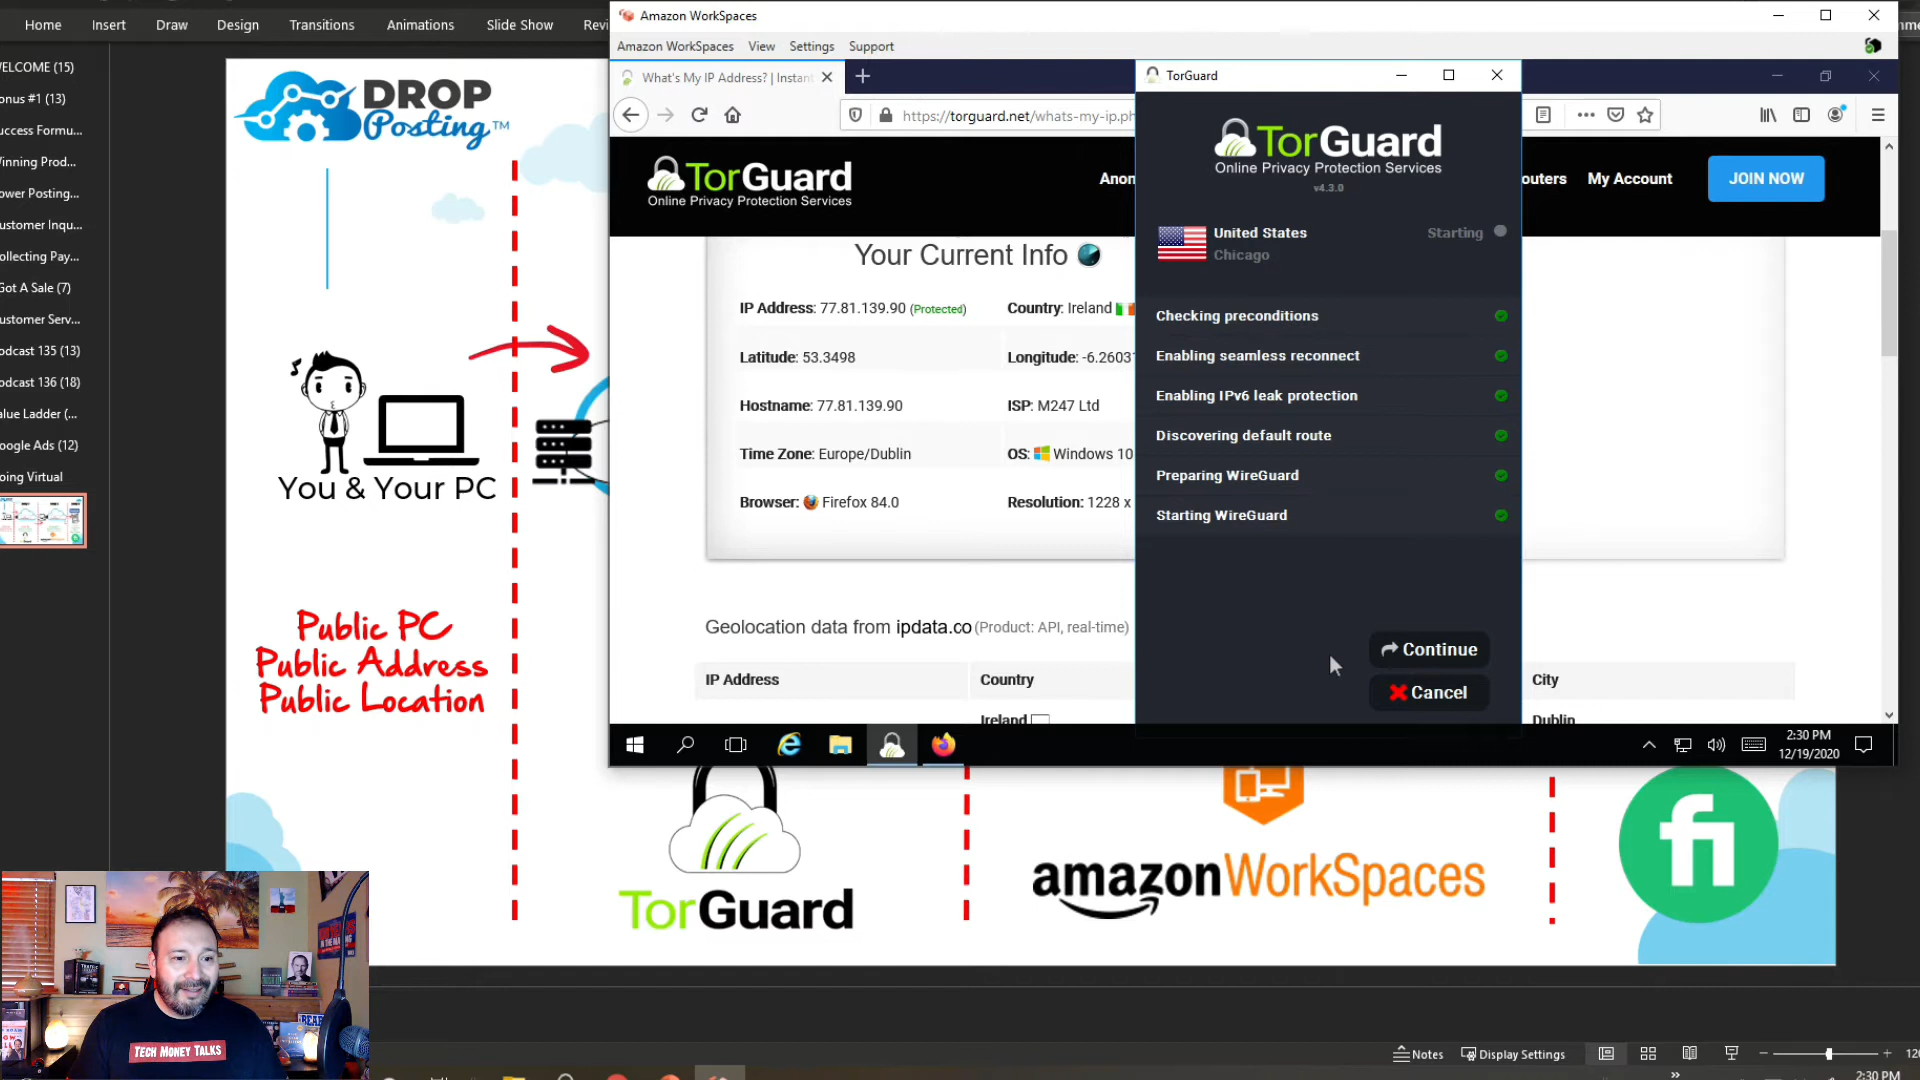 Home Insert Draw Design Transitions Animations Slide Show Revi
ELCOME (15)
onus #1 (13)
uccess Formu...
Winning Prod...
ower Posting...
ustomer Inqu...
ollecting Pay...
Got A Sale (7)
ustomer Serv...
odcast 135 (13)
odcast 136 (18)
alue Ladder (...
oogle Ads (12)
oing Virtual
DROP
Posting™
You & Your PC
Public PC
Public Address
Public Location
Amazon WorkSpaces
Amazon WorkSpaces View Settings Support
What's My IP Address? | Instant
https://torguard.net/whats-my-ip.ph
TorGuard
Online Privacy Protection Services
Anon
outers My Account JOIN NOW
Your Current Info
IP Address: 77.81.139.90 (Protected) Country: Ireland
Latitude: 53.3498 Longitude: -6.26031
Hostname: 77.81.139.90 ISP: M247 Ltd
Time Zone: Europe/Dublin OS: Windows 10
Browser: Firefox 84.0 Resolution: 1228 x
Geolocation data from ipdata.co (Product: API, real-time)
IP Address Country City
Ireland Dublin
TorGuard
TorGuard
Online Privacy Protection Services
v4.3.0
United States Starting
Chicago
Checking preconditions
Enabling seamless reconnect
Enabling IPv6 leak protection
Discovering default route
Preparing WireGuard
Starting WireGuard
Continue
Cancel
2:30 PM
12/19/2020
TorGuard
amazon WorkSpaces
fi
TECH MONEY TALKS
Notes Display Settings
2:30 PM